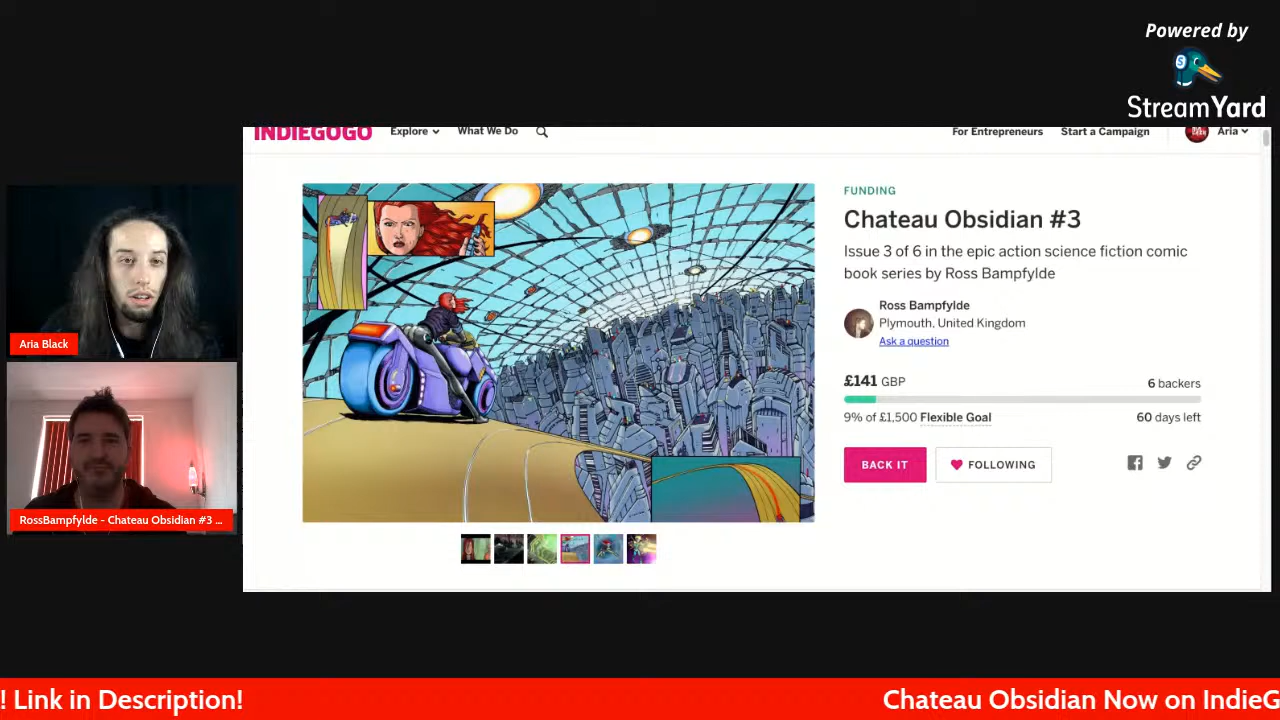 Powered by
StreamYard
INDIEGOGO
Explore
What We Do
For Entrepreneurs
Start a Campaign
Aria
FUNDING
Chateau Obsidian #3
Issue 3 of 6 in the epic action science fiction comic
book series by Ross Bampfylde
Ross Bampfylde
Plymouth, United Kingdom
Ask a question
£141 GBP
6 backers
9% of £1,500 Flexible Goal
60 days left
BACK IT
FOLLOWING
Aria Black
RossBampfylde - Chateau Obsidian #3 ...
! Link in Description!
Chateau Obsidian Now on IndieG